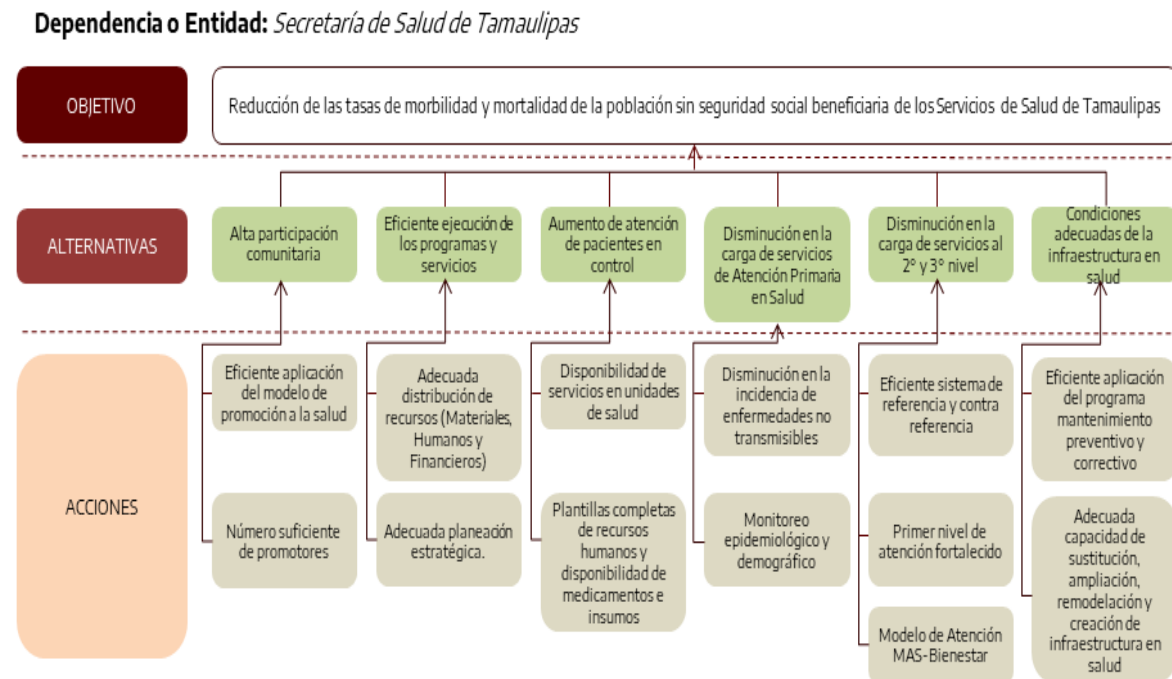 Dependencia o Entidad: Secretaría de Salud de Tamaulipas
OBJETIVO
Reducción de las tasas de morbilidad y mortalidad de la población sin seguridad social beneficiaria de los Servicios de Salud de Tamaulipas
ALTERNATIVAS
Alta participación
comunitaria
Eficiente ejecución de
los programas y
servicios
Aumento de atención
de pacientes en
control
Disminución en la
carga de servicios
de Atención Primaria
en Salud
Disminución en la
carga de servicios al
2° y 3° nivel
Condiciones
adecuadas de la
infraestructura en
salud
ACCIONES
Eficiente aplicación
del modelo de
promoción a la salud
Número suficiente
de promotores
Adecuada
distribución de
recursos (Materiales,
Humanos y
Financieros)
Adecuada planeación
estratégica.
Disponibilidad de
servicios en unidades
de salud
Plantillas completas
de recursos
humanos y
disponibilidad de
medicamentos e
insumos
Disminución en la
incidencia de
enfermedades no
transmisibles
Monitoreo
epidemiológico y
demográfico
Eficiente sistema de
referencia y contra
referencia
Primer nivel de
atención fortalecido
Modelo de Atención
MAS-Bienestar
Eficiente aplicación
del programa
mantenimiento
preventivo y
correctivo
Adecuada
capacidad de
sustitución,
ampliación,
remodelación y
creación de
infraestructura en
salud